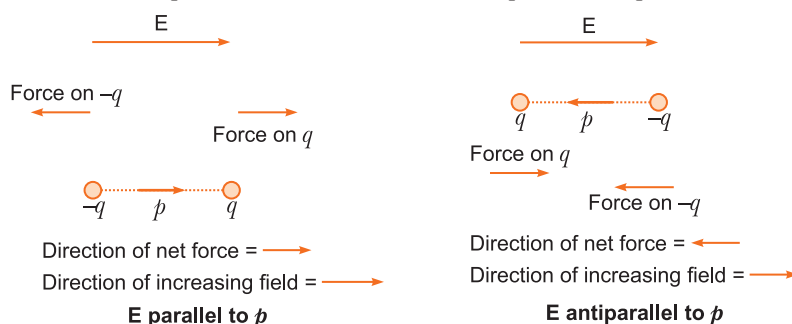 E
Force on –q
Force on q
–q p q
Direction of net force =
Direction of increasing field =
E parallel to p
E
q p –q
Force on q
Force on –q
Direction of net force =
Direction of increasing field =
E antiparallel to p